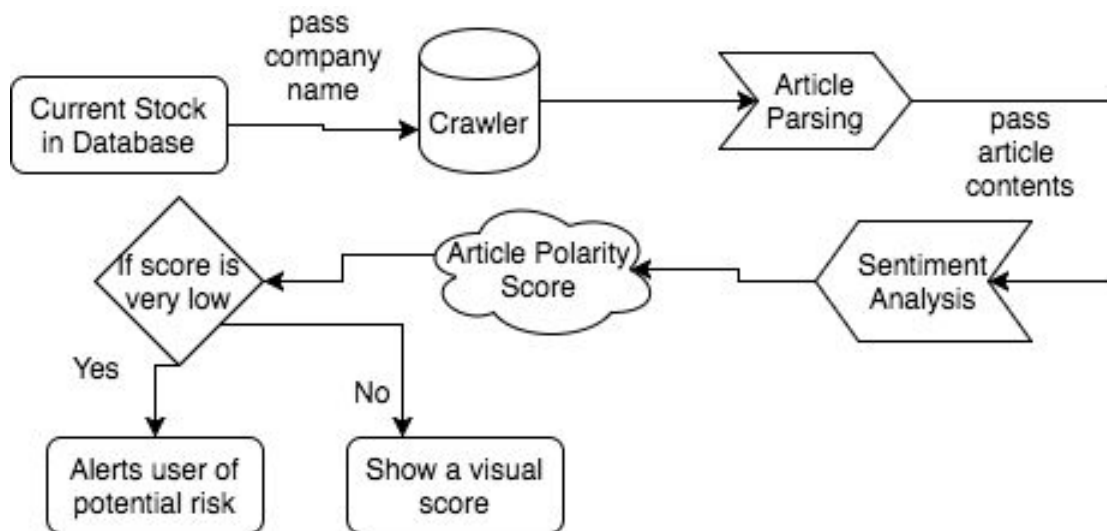 pass
company
name
Current Stock
in Database
Crawler
Article
Parsing
pass
article
contents
Sentiment
Analysis
Article Polarity
Score
If score is
very low
Yes
No
Alerts user of
potential risk
Show a visual
score